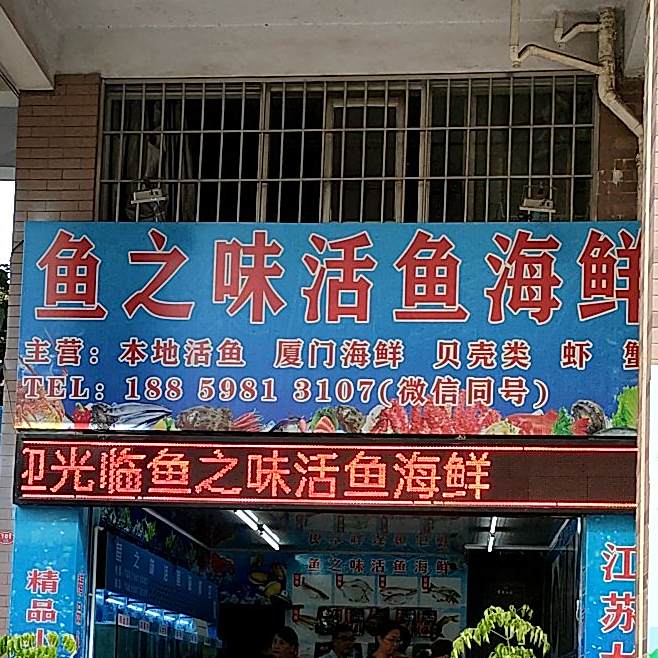 鱼之味活鱼海鲜
主营：本地活鱼 厦门海鲜 贝壳类 虾 蟹
TEL：188 5981 3107(微信同号)
迎光临鱼之味活鱼海鲜
鱼之味活鱼海鲜
精品
江苏